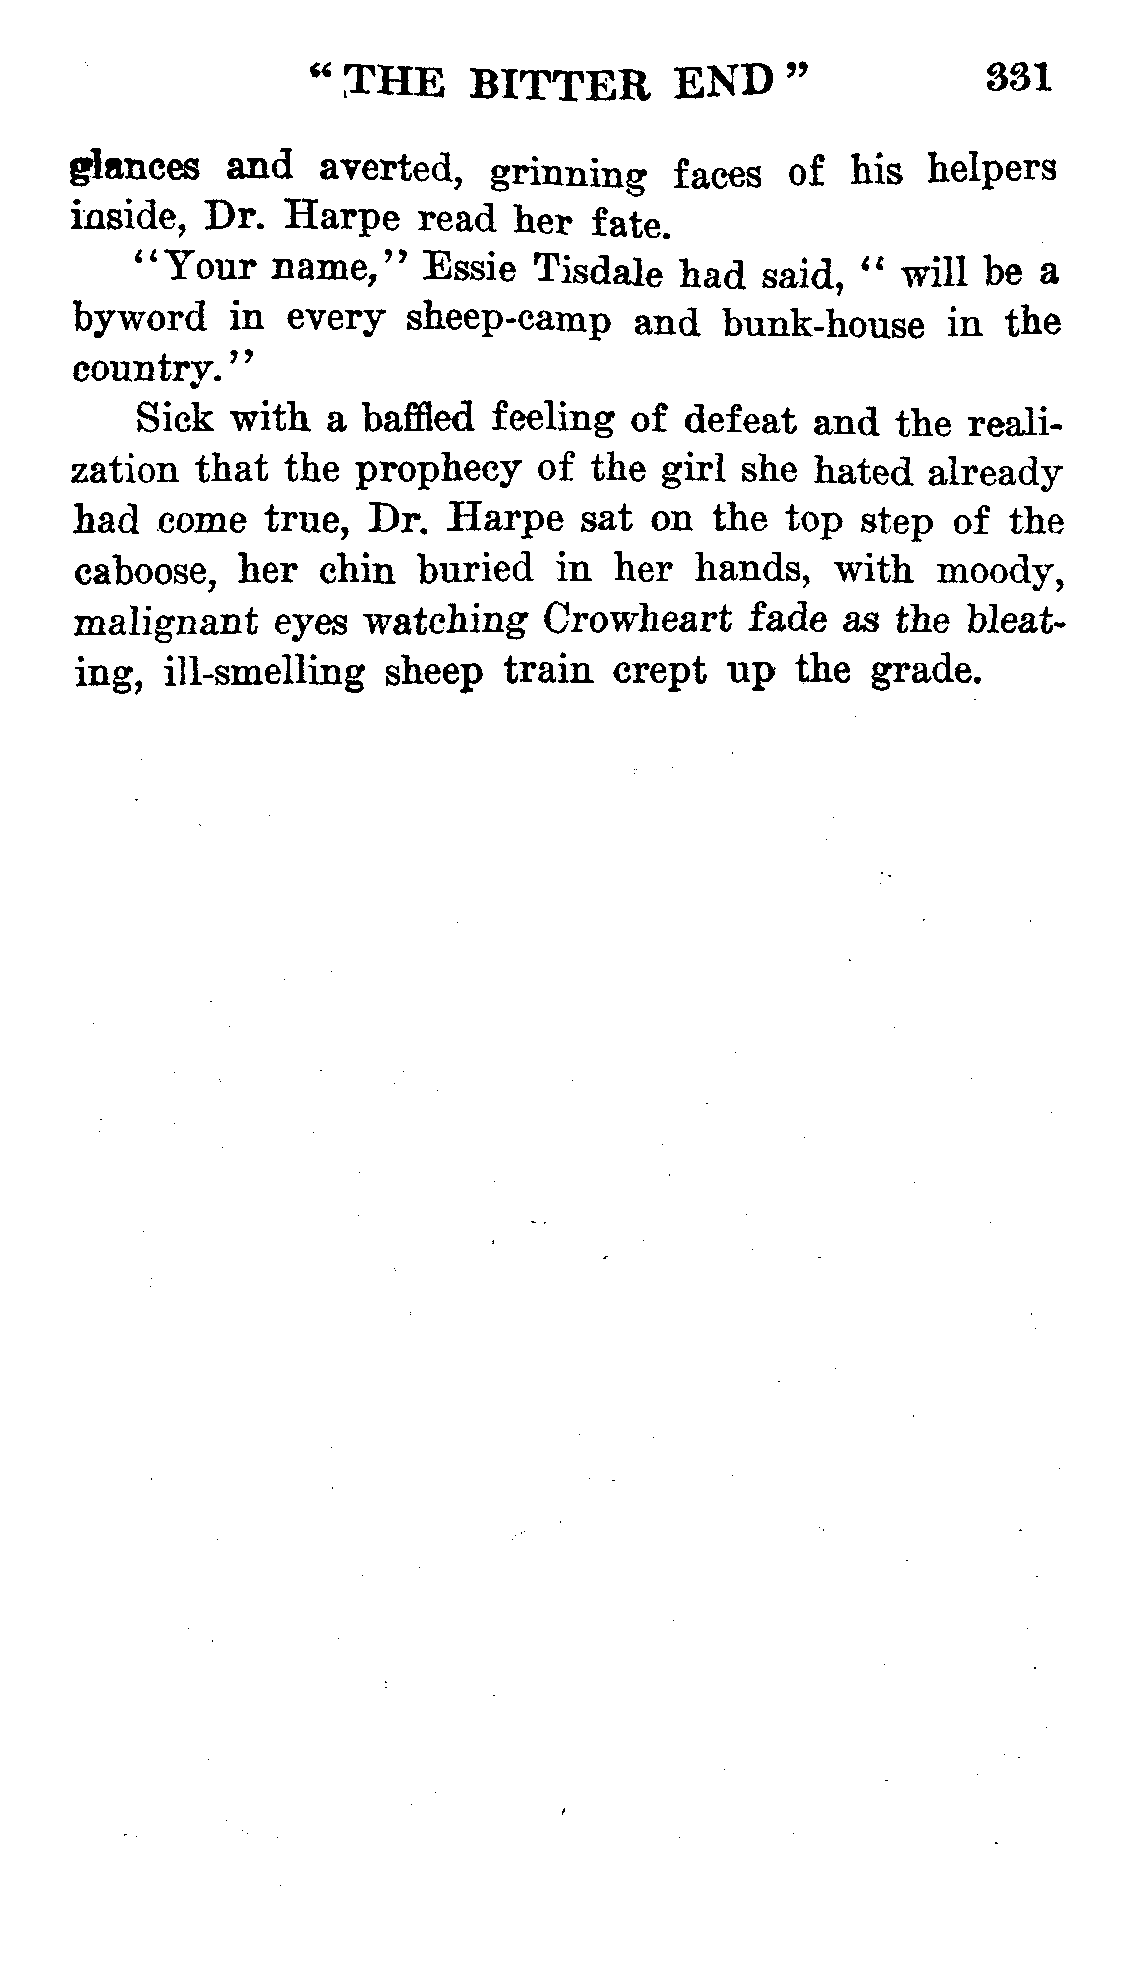 “THE BITTER END” 331
glances and averted, grinning faces of his helpers
inside, Dr. Harpe read her fate.
“Your name,” Essie Tisdale had said, “ will be a
byword in every sheep-camp and bunk-house in the
country.”
Sick with a baffled feeling of defeat and the reali-
zation that the prophecy of the girl she hated already
had come true, Dr. Harpe sat on the top step of the
caboose, her chin buried in her hands, with moody,
malignant eyes watching Crowheart fade as the bleat-
ing, ill-smelling sheep train crept up the grade.